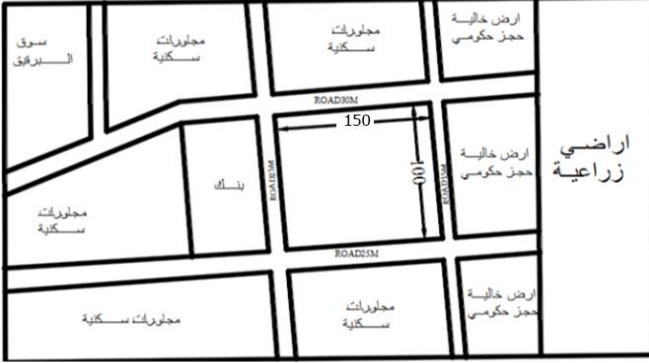 سوق
البرقيق
مجاورات
سكنية
مجاورات
سكنية
ارض خالية
حجز حكومي
ROAD30M
150
100
ROAD15M
ROAD15M
بنك
ارض خالية
حجز حكومي
اراضي
زراعية
مجاورات
سكنية
ROAD25M
مجاورات سكنية
مجاورات
سكنية
ارض خالية
حجز حكومي